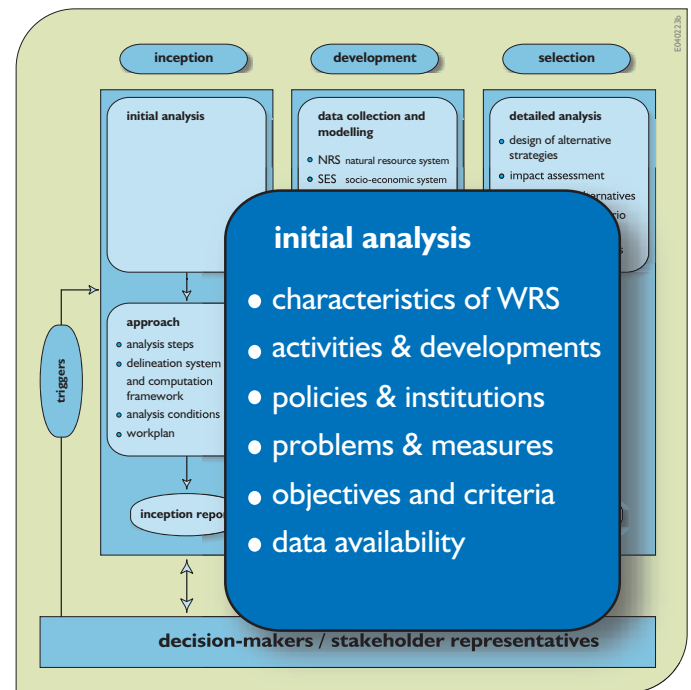 E040223b
inception
development
selection
initial analysis
data collection and
modelling
NRS natural resource system
SES socio-economic system
detailed analysis
design of alternative
strategies
impact assessment
initial analysis
characteristics of WRS
activities & developments
policies & institutions
problems & measures
objectives and criteria
data availability
triggers
approach
analysis steps
delineation system
and computation
framework
analysis conditions
workplan
inception
decision-makers / stakeholder representatives